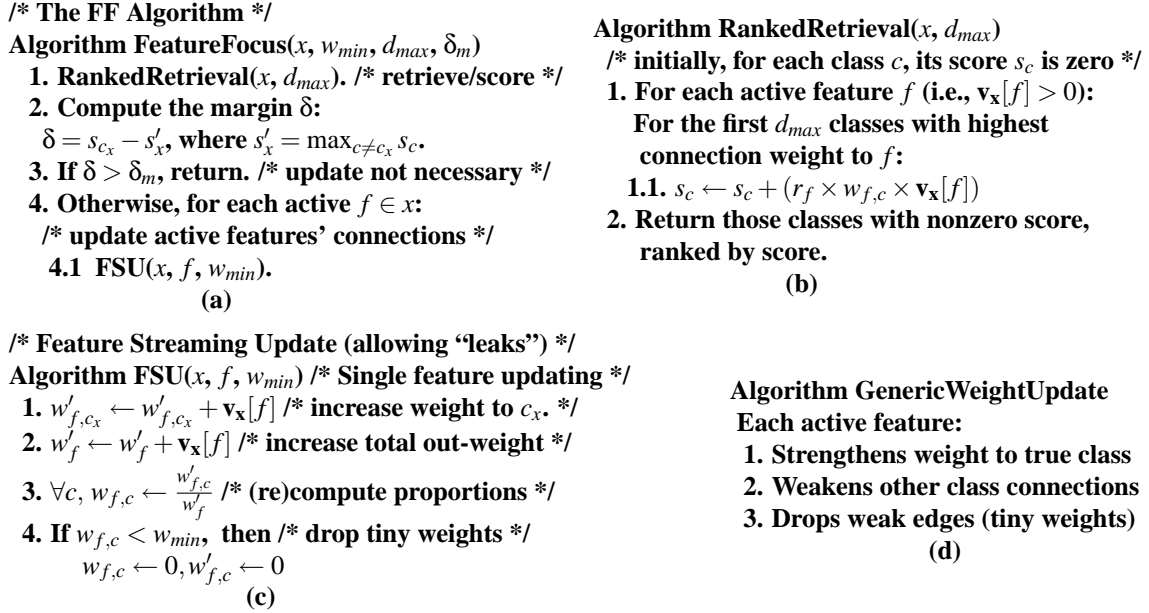 /* The FF Algorithm */
Algorithm FeatureFocus(x, w_min, d_max, δ_m)
1. RankedRetrieval(x, d_max). /* retrieve/score */
2. Compute the margin δ:
δ = s_{c_x} − s′_x, where s′_x = max_{c≠c_x} s_c.
3. If δ > δ_m, return. /* update not necessary */
4. Otherwise, for each active f ∈ x:
/* update active features’ connections */
4.1 FSU(x, f, w_min).
(a)
Algorithm RankedRetrieval(x, d_max)
/* initially, for each class c, its score s_c is zero */
1. For each active feature f (i.e., v_x[f] > 0):
For the first d_max classes with highest
connection weight to f:
1.1. s_c ← s_c + (r_f × w_{f,c} × v_x[f])
2. Return those classes with nonzero score,
ranked by score.
(b)
/* Feature Streaming Update (allowing “leaks”) */
Algorithm FSU(x, f, w_min) /* Single feature updating */
1. w′_{f,c_x} ← w′_{f,c_x} + v_x[f] /* increase weight to c_x. */
2. w′_f ← w′_f + v_x[f] /* increase total out-weight */
3. ∀c, w_{f,c} ← w′_{f,c}/w′_f /* (re)compute proportions */
4. If w_{f,c} < w_min, then /* drop tiny weights */
w_{f,c} ← 0, w′_{f,c} ← 0
(c)
Algorithm GenericWeightUpdate
Each active feature:
1. Strengthens weight to true class
2. Weakens other class connections
3. Drops weak edges (tiny weights)
(d)